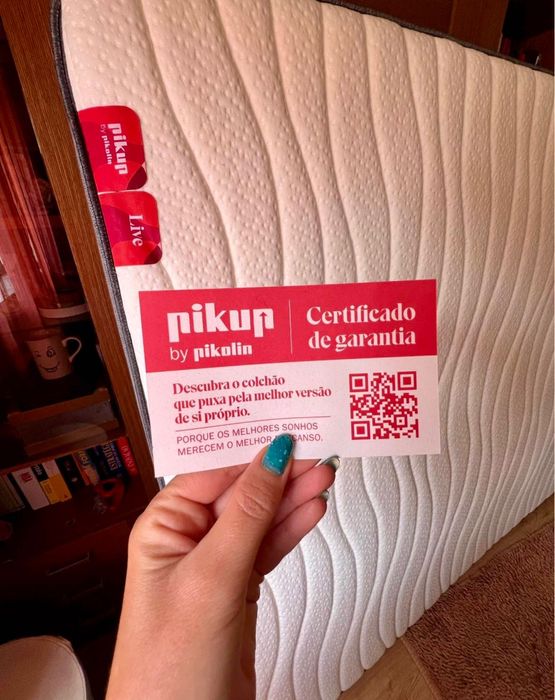 pikup
by pikolin
Live
pikup
by pikolin
Certificado
de garantia
Descubra o colchão
que puxa pela melhor versão
de si próprio.
PORQUE OS MELHORES SONHOS
MERECEM O MELHOR